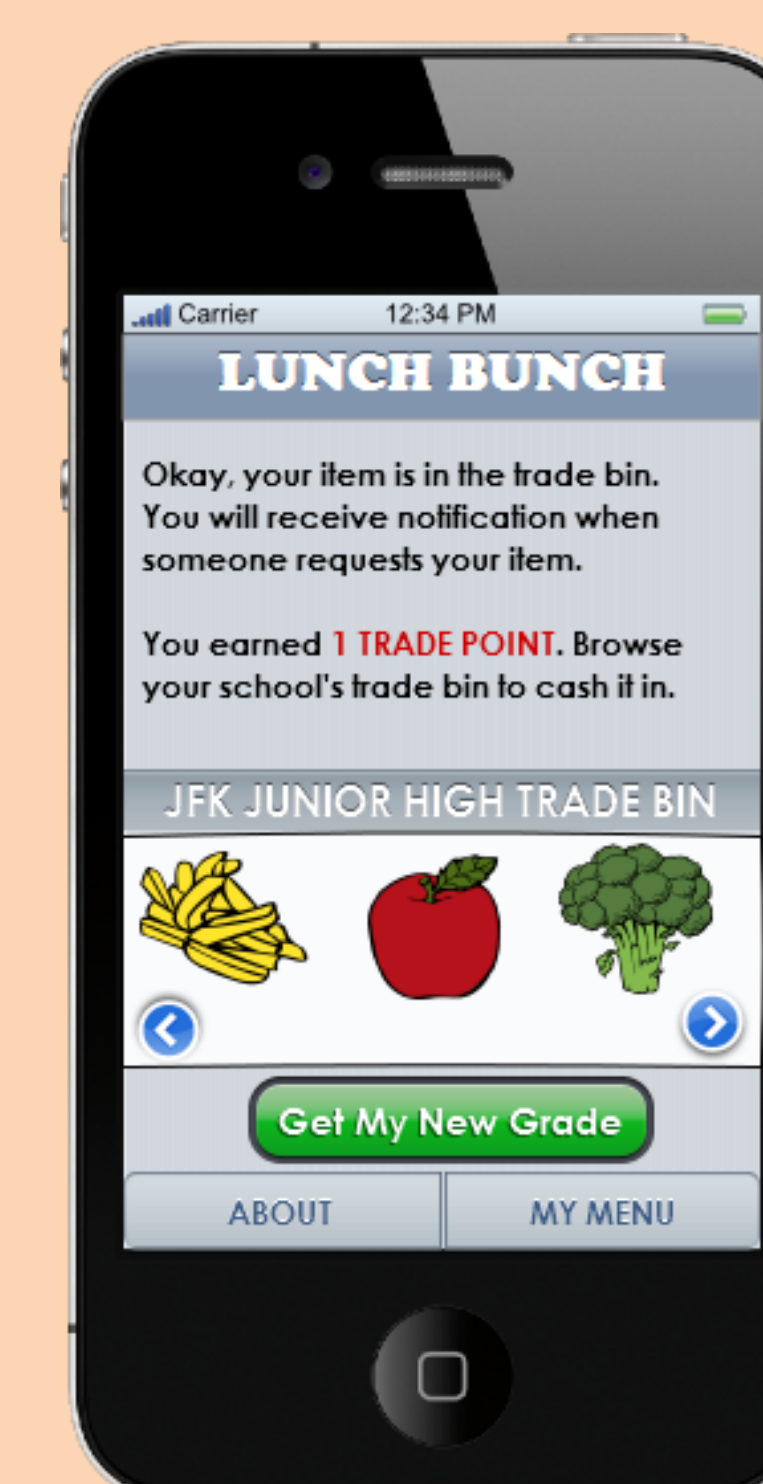 Carrier 12:34 PM
LUNCH BUNCH
Okay, your item is in the trade bin.
You will receive notification when
someone requests your item.
You earned 1 TRADE POINT. Browse
your school's trade bin to cash it in.
JFK JUNIOR HIGH TRADE BIN
Get My New Grade
ABOUT MY MENU